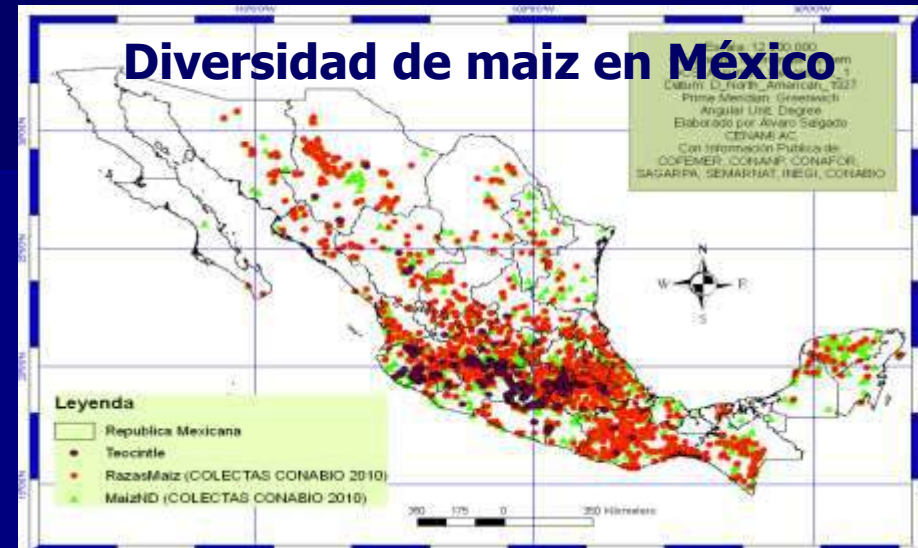 Diversidad de maiz en México
Datum: D_North_American_1927
Prime Meridian: Greenwich
Angular Unit: Degree
Elaborado por Álvaro Salgado
CENAMI AC
Con Información Publica de:
COFEMER, CONANP, CONAFOR,
SAGARPA, SEMARNAT, INEGI, CONABIO
N
W
E
S
Leyenda
Republica Mexicana
Teocintle
RazasMaiz (COLECTAS CONABIO 2010)
MaizND (COLECTAS CONABIO 2010)
175 0 350 Kilometers